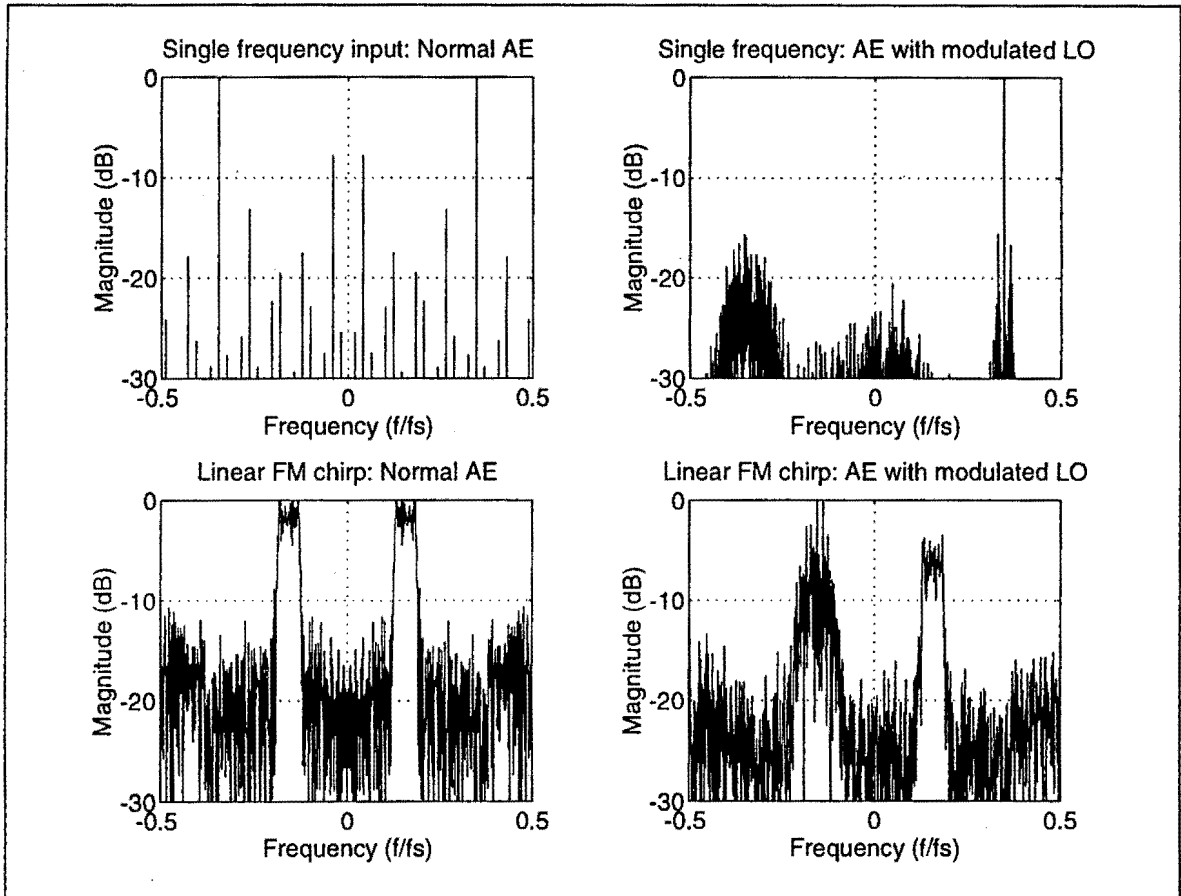 Single frequency input: Normal AE
0
-10
-20
-30
Magnitude (dB)
-0.5
0
0.5
Frequency (f/fs)
Single frequency: AE with modulated LO
0
-10
-20
-30
Magnitude (dB)
-0.5
0
0.5
Frequency (f/fs)
Linear FM chirp: Normal AE
0
-10
-20
-30
Magnitude (dB)
-0.5
0
0.5
Frequency (f/fs)
Linear FM chirp: AE with modulated LO
0
-10
-20
-30
Magnitude (dB)
-0.5
0
0.5
Frequency (f/fs)